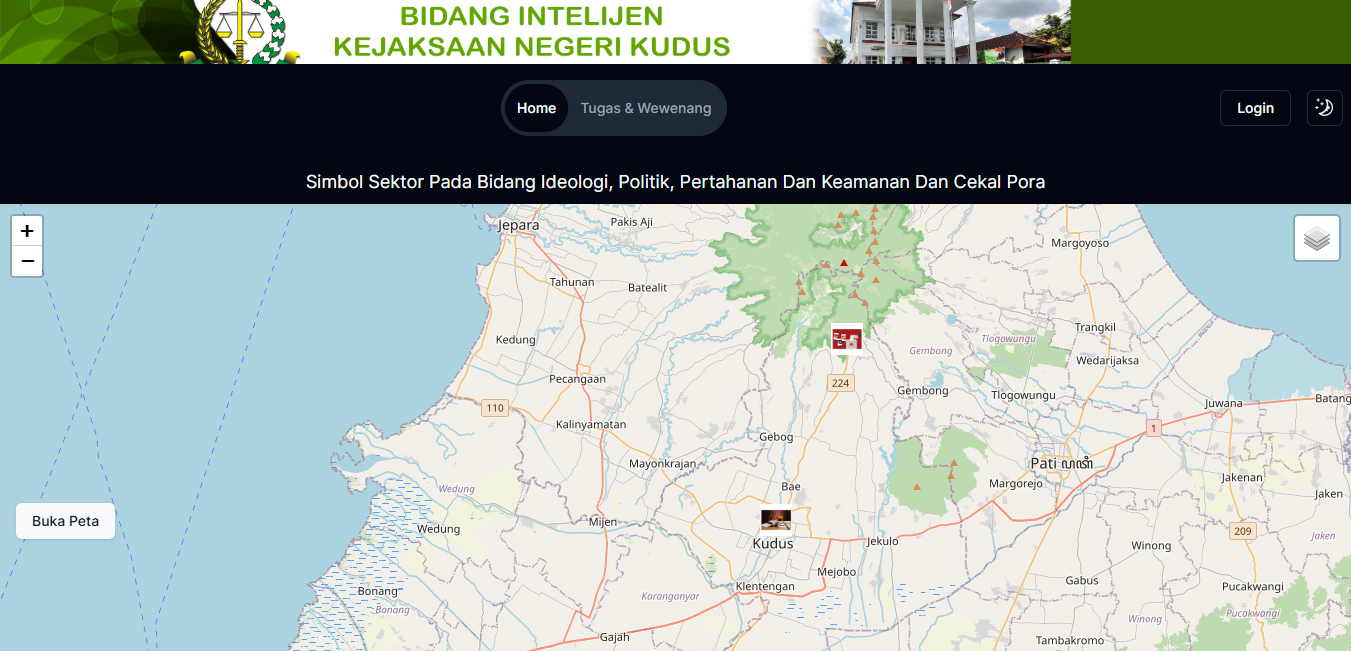 BIDANG INTELIJEN
KEJAKSAAN NEGERI KUDUS
Home Tugas & Wewenang
Login
Simbol Sektor Pada Bidang Ideologi, Politik, Pertahanan Dan Keamanan Dan Cekal Pora
+
−
Jepara
Pakis Aji
Margoyoso
Tahunan
Batealit
Trangkil
Kedung
Tlogowungu
Gembong
Wedarijaksa
Pecangaan
224
Gembong
Tlogowungu
Batang
110
Juwana
Kalinyamatan
1
Gebog
Mayonkrajan
Pati
Jakenan
Bae
Margorejo
Wedung
Jaken
Buka Peta
Mijen
Wedung
209
Jaken
Kudus
Jekulo
Winong
Mejobo
Gabus
Klentengan
Pucakwangi
Bonang
Karanganyar
Bonang
Pucakwangi
Winong
Gajah
Tambakromo